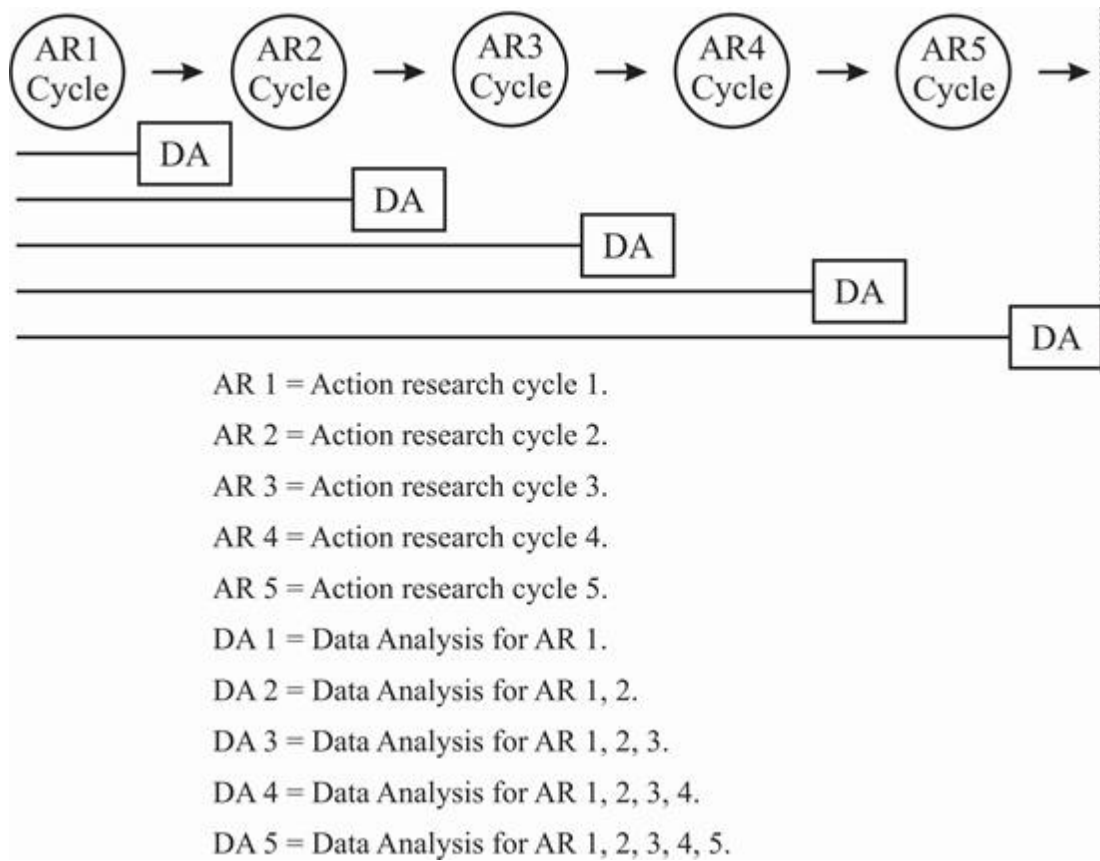 AR1
Cycle
AR2
Cycle
AR3
Cycle
AR4
Cycle
AR5
Cycle
DA
DA
DA
DA
DA
AR 1 = Action research cycle 1.
AR 2 = Action research cycle 2.
AR 3 = Action research cycle 3.
AR 4 = Action research cycle 4.
AR 5 = Action research cycle 5.
DA 1 = Data Analysis for AR 1.
DA 2 = Data Analysis for AR 1, 2.
DA 3 = Data Analysis for AR 1, 2, 3.
DA 4 = Data Analysis for AR 1, 2, 3, 4.
DA 5 = Data Analysis for AR 1, 2, 3, 4, 5.